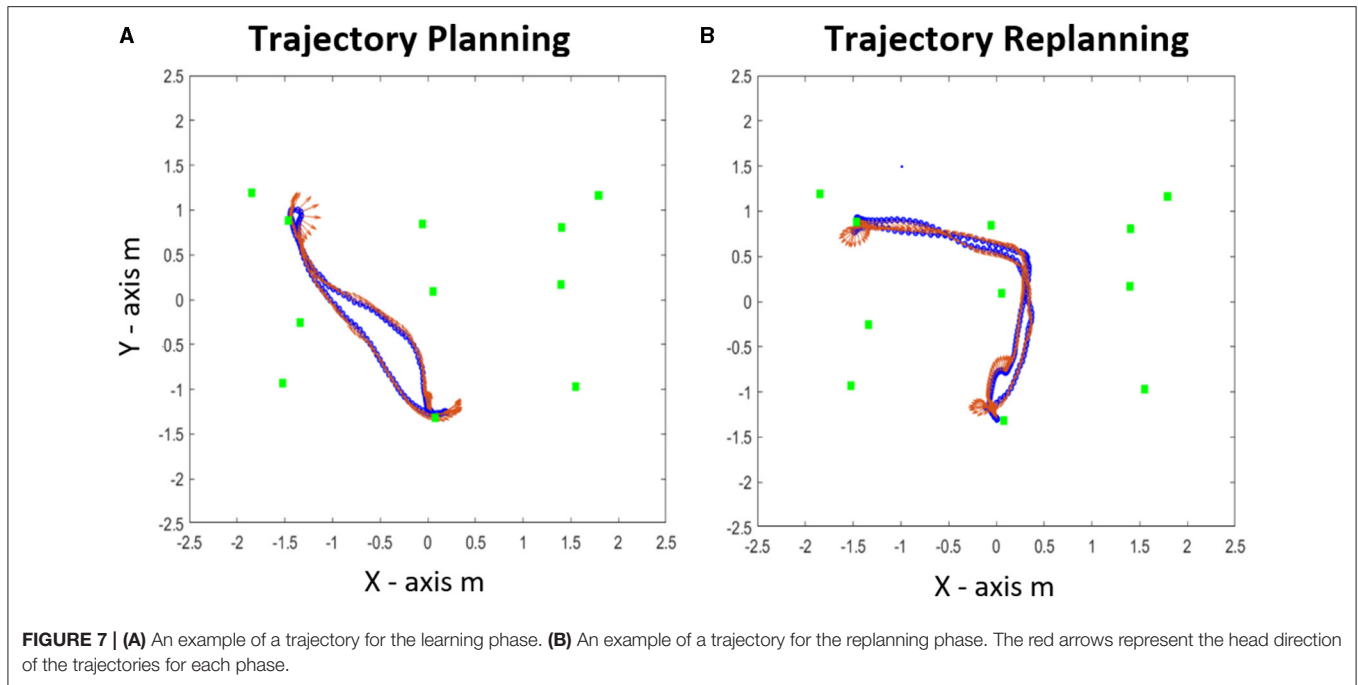 A
Trajectory Planning
2.5
2
1.5
1
0.5
0
-0.5
-1
-1.5
-2
-2.5
-2.5 -2 -1.5 -1 -0.5 0 0.5 1 1.5 2 2.5
Y - axis m
X - axis m
B
Trajectory Replanning
2.5
2
1.5
1
0.5
0
-0.5
-1
-1.5
-2
-2.5
-2.5 -2 -1.5 -1 -0.5 0 0.5 1 1.5 2 2.5
X - axis m
FIGURE 7 | (A) An example of a trajectory for the learning phase. (B) An example of a trajectory for the replanning phase. The red arrows represent the head direction
of the trajectories for each phase.